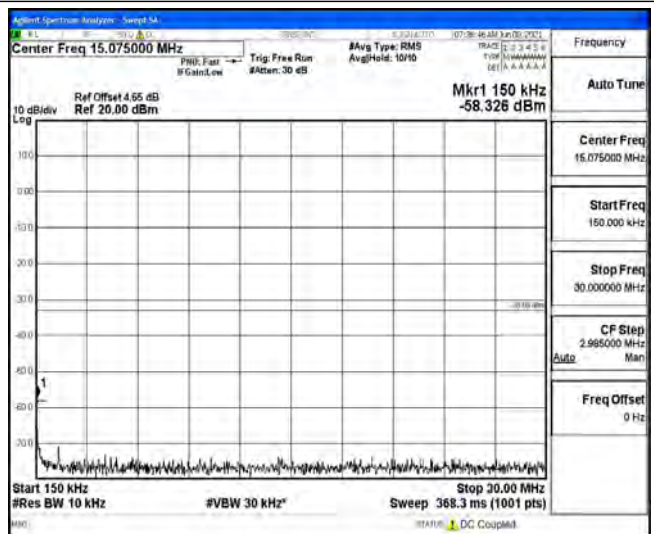 Agilent Spectrum Analyzer - Swept SA
07:36:46 AM Jun 09, 2021
Center Freq 15.075000 MHz
PNO: Fast
IFGain:Low
Trig: Free Run
#Atten: 30 dB
#Avg Type: RMS
Avg|Hold: 10/10
TRACE 1 2 3 4 5 6
TYPE
DET A A A A A A
Ref Offset 4.65 dB
10 dB/div Ref 20.00 dBm
Log
Mkr1 150 kHz
-58.326 dBm
10.0
0.00
-10.0
-20.0
-30.0
-40.0
-50.0
-60.0
-70.0
1
Start 150 kHz
Stop 30.00 MHz
#Res BW 10 kHz
#VBW 30 kHz*
Sweep 368.3 ms (1001 pts)
MSG
STATUS
DC Coupled
Frequency
Auto Tune
Center Freq
15.075000 MHz
Start Freq
150.000 kHz
Stop Freq
30.000000 MHz
CF Step
2.985000 MHz
Auto Man
Freq Offset
0 Hz